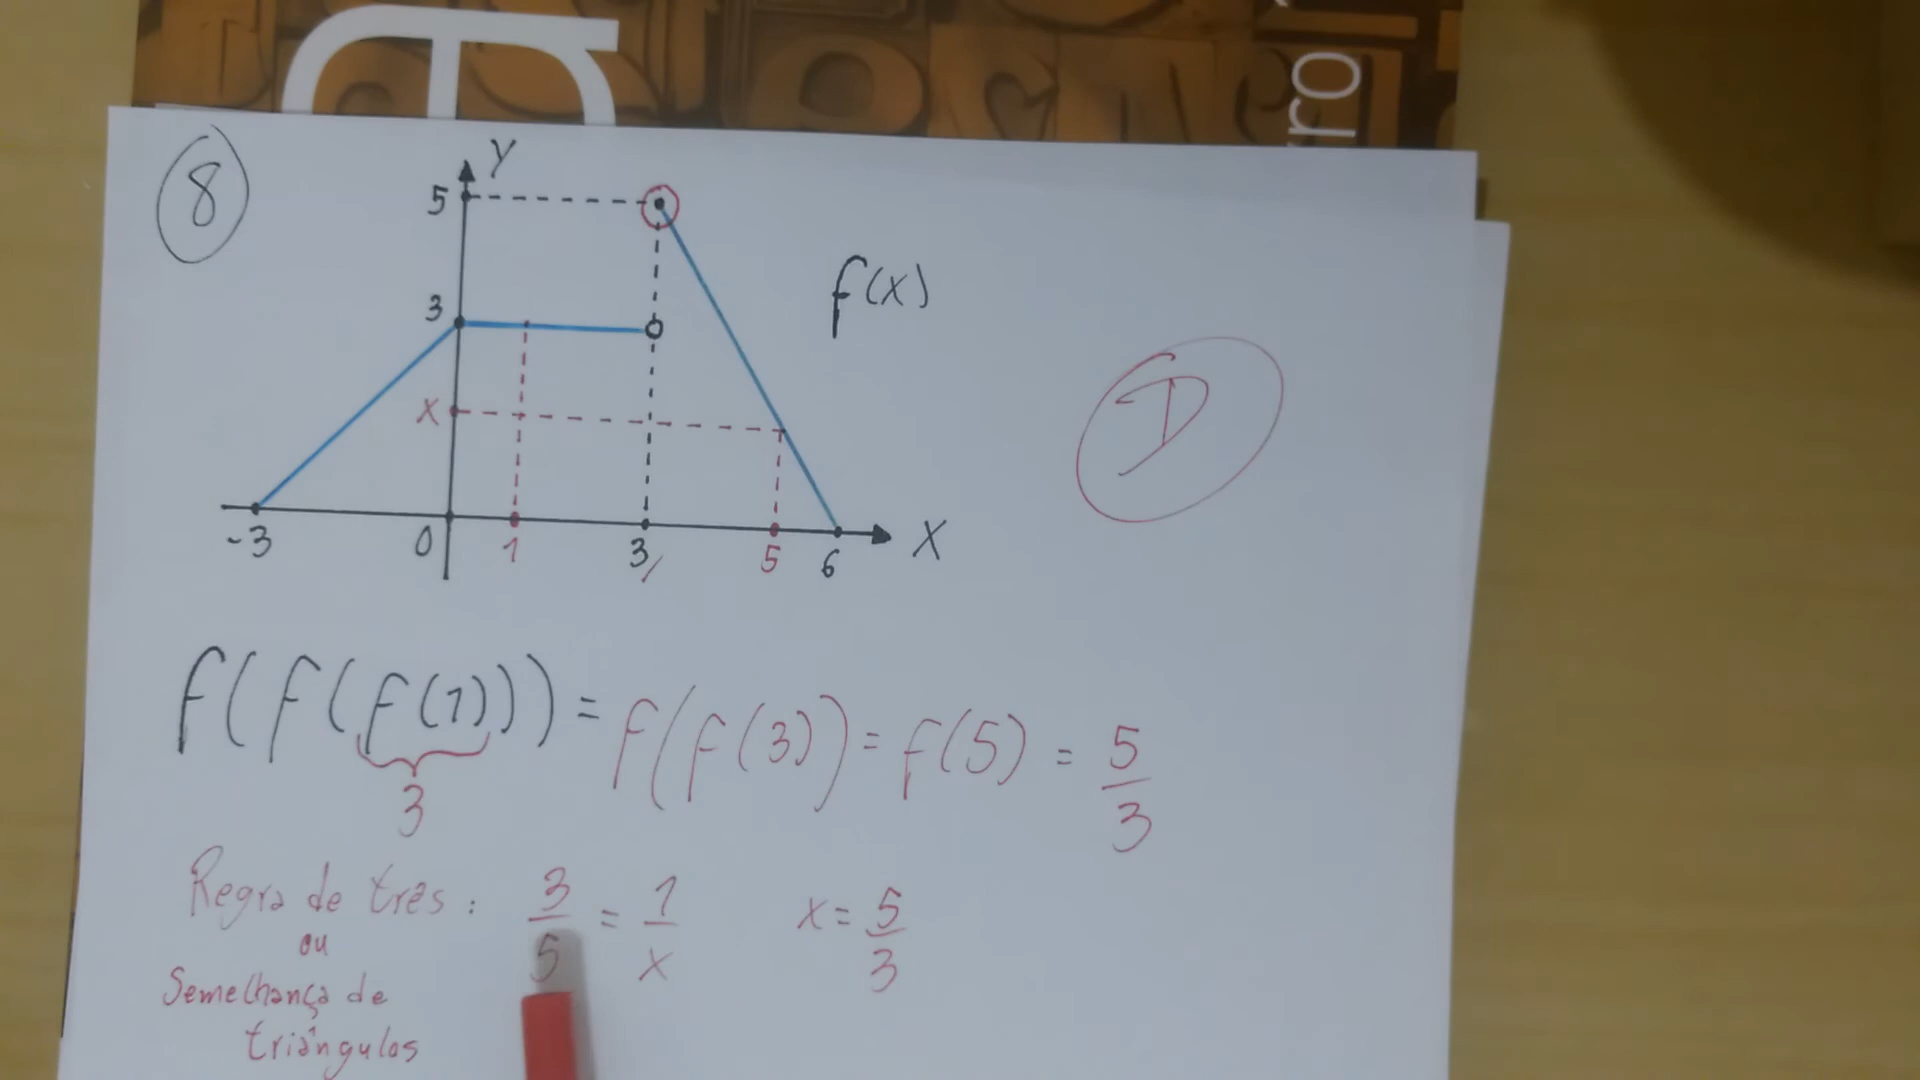 ro
8
Y
5
3
f(x)
D
x
-3
0
1
3
5
6
X
f(f(f(1))) = f(f(3)) = f(5) = 5/3
3
Regra de três: 3/5 = 1/x x = 5/3
ou
Semelhança de
triângulos